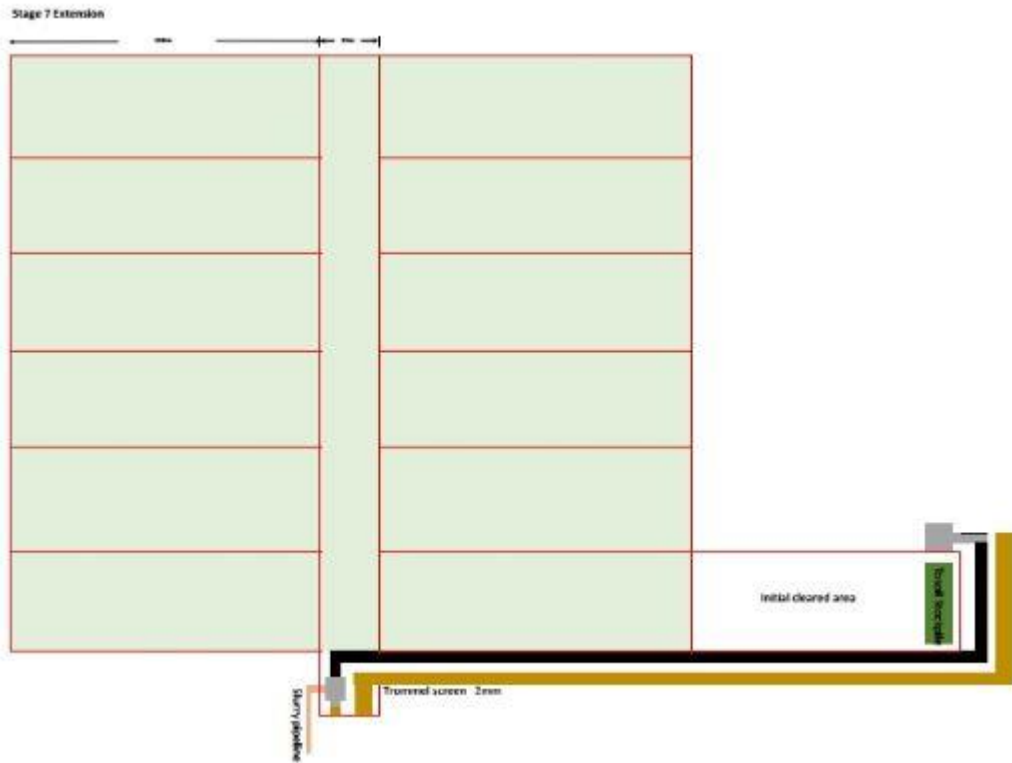 Stage 7 Extension
Initial cleared area
Topsoil Stockpile
Trommel screen 2mm
Slurry pipeline